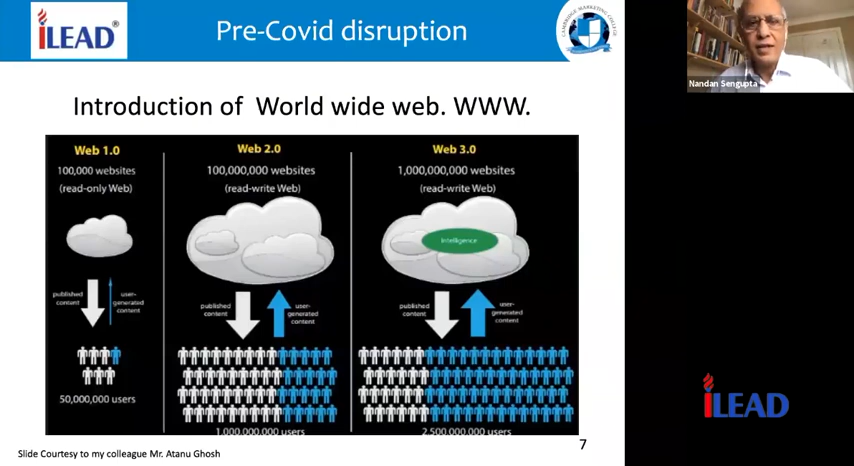 iLEAD®
Pre-Covid disruption
CAMBRIDGE MARKETING COLLEGE
Nandan Sengupta
Introduction of World wide web. WWW.
Web 1.0
100,000 websites
(read-only Web)
published content
user-generated content
50,000,000 users
Web 2.0
100,000,000 websites
(read-write Web)
published content
user-generated content
1,000,000,000 users
Web 3.0
1,000,000,000 websites
(read-write Web)
Intelligence
published content
user-generated content
2,500,000,000 users
iLEAD
7
Slide Courtesy to my colleague Mr. Atanu Ghosh